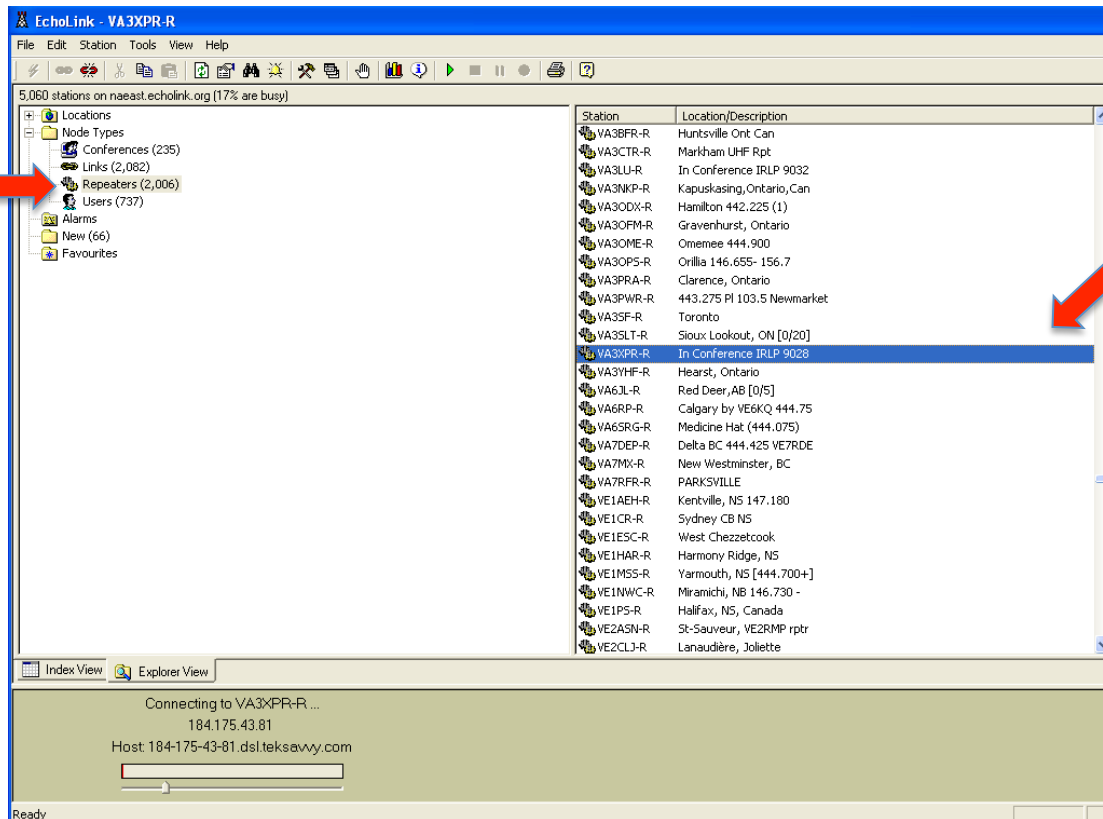 EchoLink - VA3XPR-R
File Edit Station Tools View Help
5,060 stations on naeast.echolink.org (17% are busy)
Locations
Node Types
Conferences (235)
Links (2,082)
Repeaters (2,006)
Users (737)
Alarms
New (66)
Favourites
Station Location/Description
VA3BFR-R Huntsville Ont Can
VA3CTR-R Markham UHF Rpt
VA3LU-R In Conference IRLP 9032
VA3NKP-R Kapuskasing,Ontario,Can
VA3ODX-R Hamilton 442.225 (1)
VA3OFM-R Gravenhurst, Ontario
VA3OME-R Omemee 444.900
VA3OPS-R Orillia 146.655- 156.7
VA3PRA-R Clarence, Ontario
VA3PWR-R 443.275 Pl 103.5 Newmarket
VA3SF-R Toronto
VA3SLT-R Sioux Lookout, ON [0/20]
VA3XPR-R In Conference IRLP 9028
VA3YHF-R Hearst, Ontario
VA6JL-R Red Deer,AB [0/5]
VA6RP-R Calgary by VE6KQ 444.75
VA6SRG-R Medicine Hat (444.075)
VA7DEP-R Delta BC 444.425 VE7RDE
VA7MX-R New Westminster, BC
VA7RFR-R PARKSVILLE
VE1AEH-R Kentville, NS 147.180
VE1CR-R Sydney CB NS
VE1ESC-R West Chezzetcook
VE1HAR-R Harmony Ridge, NS
VE1MSS-R Yarmouth, NS [444.700+]
VE1NWC-R Miramichi, NB 146.730 -
VE1PS-R Halifax, NS, Canada
VE2ASN-R St-Sauveur, VE2RMP rptr
VE2CLJ-R Lanaudière, Joliette
Index View Explorer View
Connecting to VA3XPR-R ...
184.175.43.81
Host: 184-175-43-81.dsl.teksavvy.com
Ready